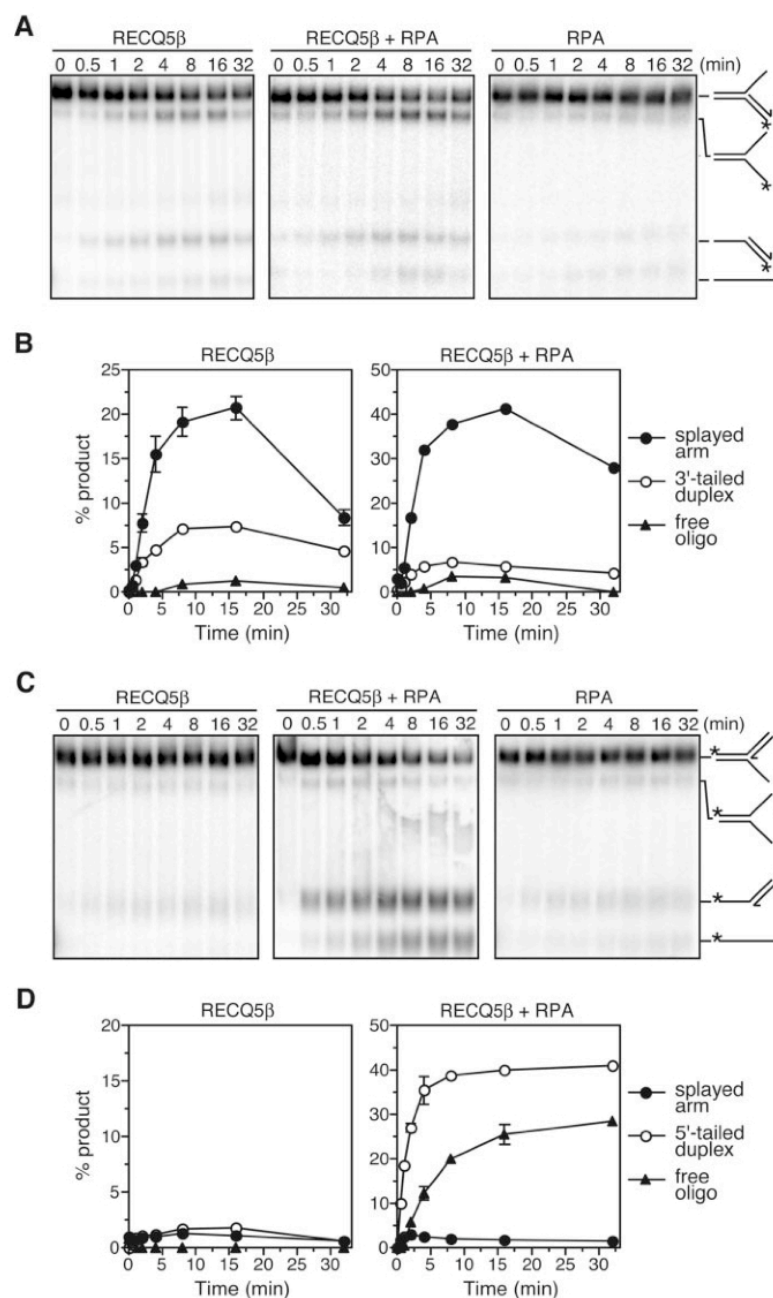 A
RECQ5β RECQ5β + RPA RPA
0 0.5 1 2 4 8 16 32 0 0.5 1 2 4 8 16 32 0 0.5 1 2 4 8 16 32 (min)
*
*
*
B
RECQ5β RECQ5β + RPA
% product
25
20
15
10
5
0
0 5 10 15 20 25 30
Time (min)
50
40
30
20
10
0
0 5 10 15 20 25 30
Time (min)
splayed
arm
3'-tailed
duplex
free
oligo
C
RECQ5β RECQ5β + RPA RPA
0 0.5 1 2 4 8 16 32 0 0.5 1 2 4 8 16 32 0 0.5 1 2 4 8 16 32 (min)
*
*
*
*
D
RECQ5β RECQ5β + RPA
% product
20
15
10
5
0
0 5 10 15 20 25 30
Time (min)
50
40
30
20
10
0
0 5 10 15 20 25 30
Time (min)
splayed
arm
5'-tailed
duplex
free
oligo